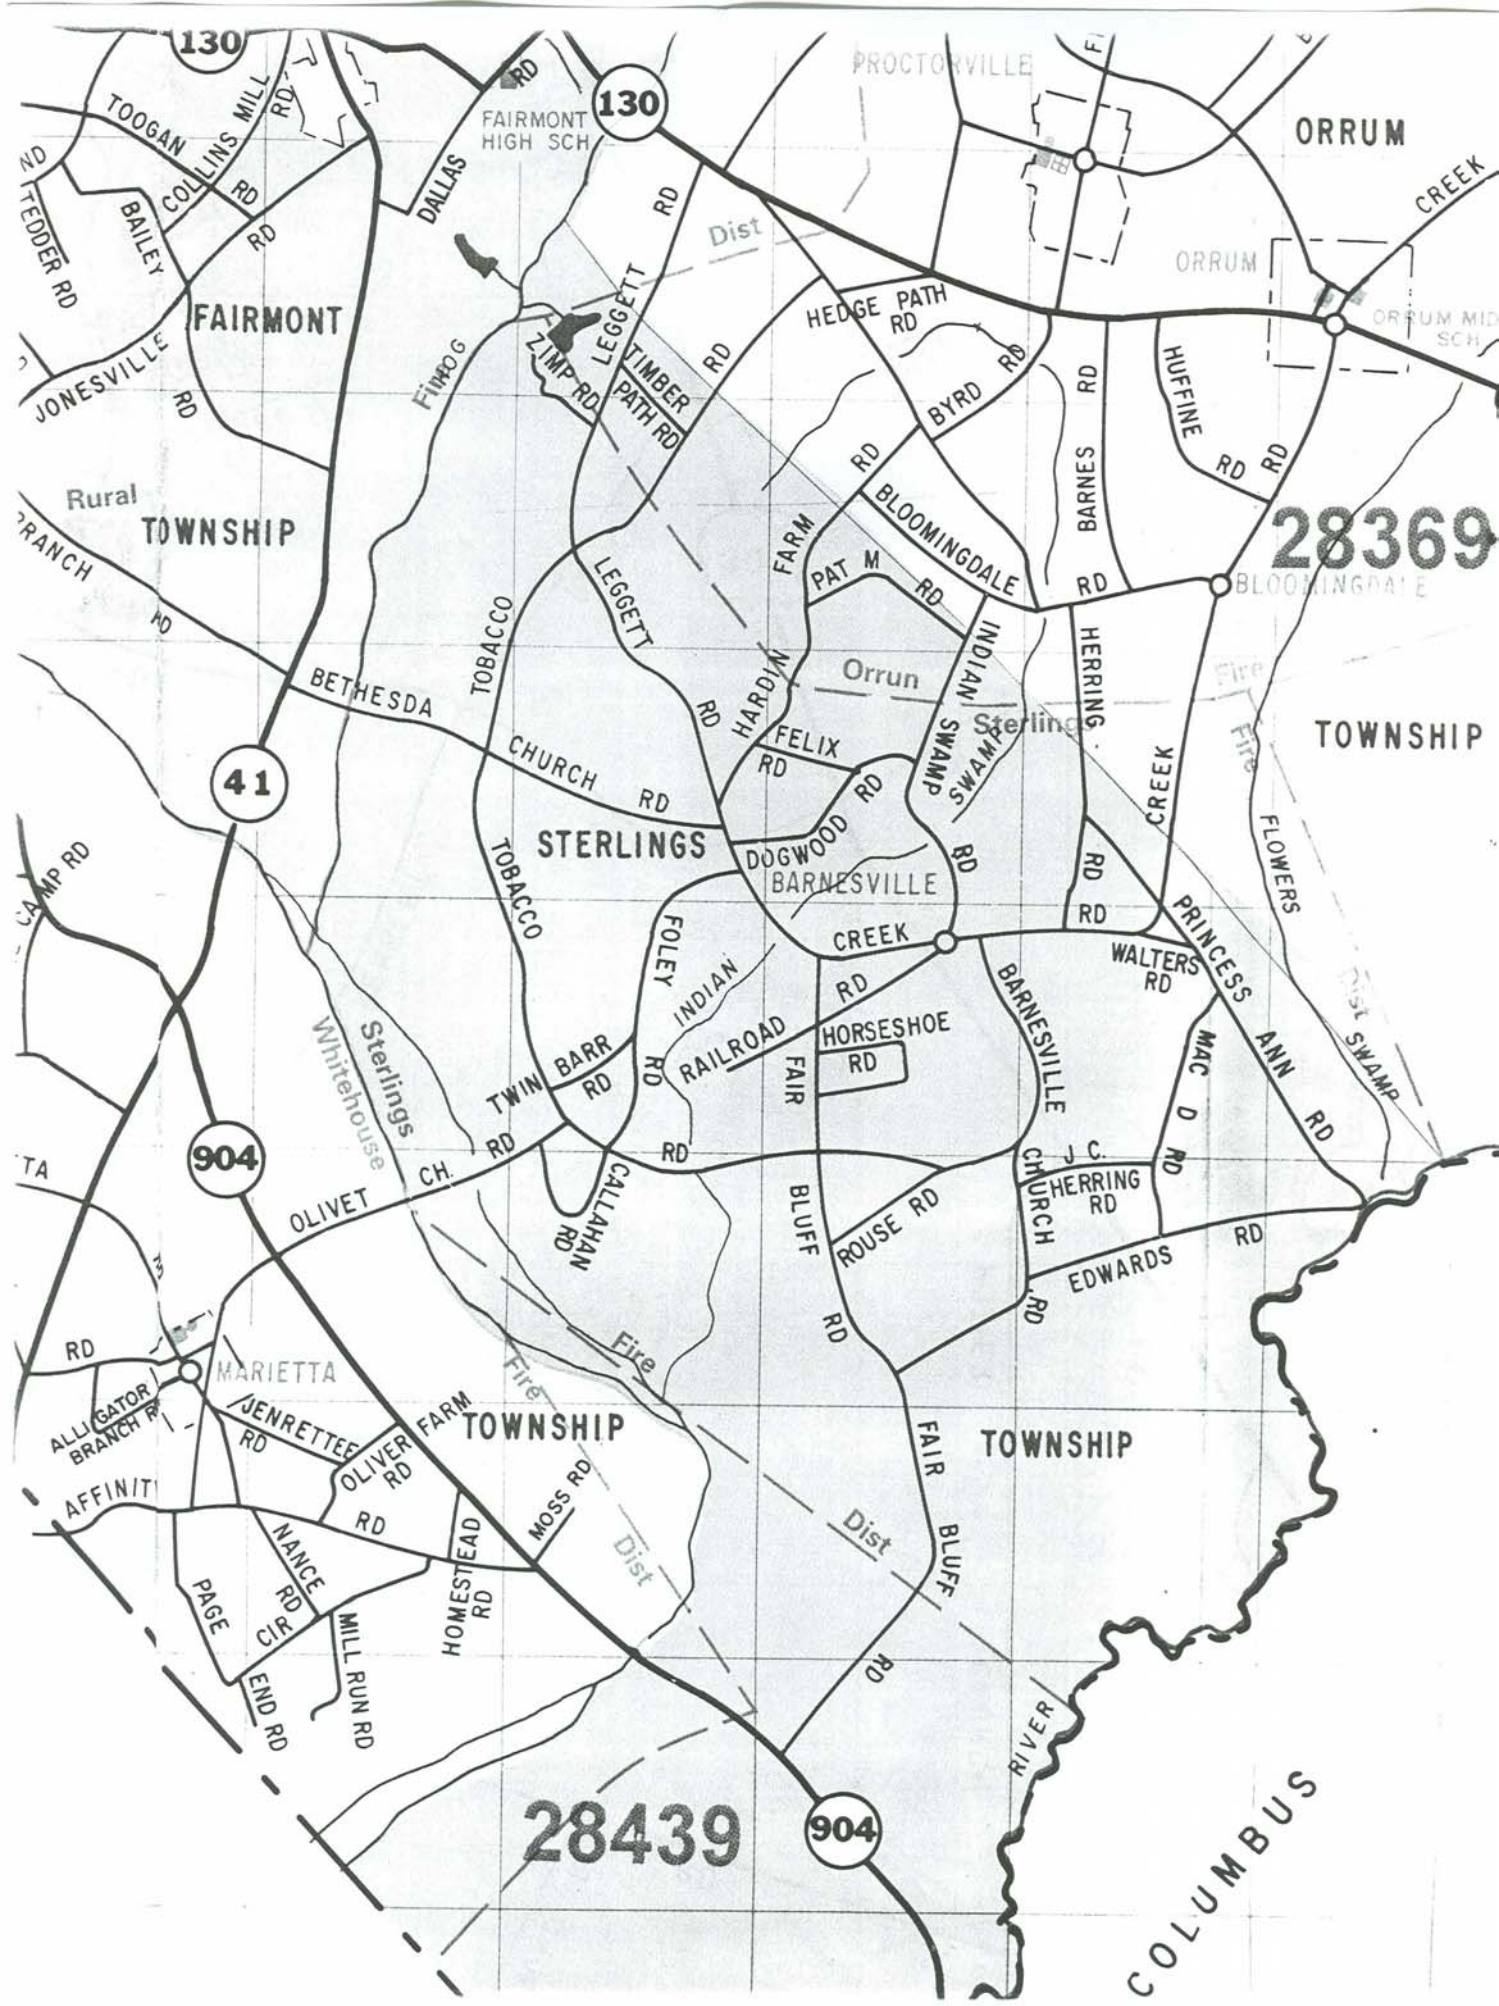 130
RD
130
PROCTORVILLE
ORRUM
TOOGAN
RD
COLLINS MILL
RD
FAIRMONT
HIGH SCH
DALLAS
RD
Dist
CREEK
TEDDER RD
BAILEY
RD
ORRUM
HEDGE PATH
RD
FAIRMONT
LEGGETT
ORRUM MID
SCH
JONESVILLE
RD
Fire
HOG
ZIMP RD
TIMBER
PATH RD
RD
BYRD RD
BARNES RD
HUFFINE
RD
RD
Rural
TOWNSHIP
BRANCH
RD
RD
FARM
HARDIN
BLOOMINGDALE
RD
28369
BLOOMINGDALE
PAT M
RD
LEGGETT
RD
TOBACCO
BETHESDA
CHURCH
RD
Orrun
Sterlings
INDIAN
SWAMP
RD
SWAMP
HERRING
RD
Fire
Fire
TOWNSHIP
CREEK
RD
FELIX
RD
41
CAMP RD
STERLINGS
DOGWOOD
RD
BARNESVILLE
TOBACCO
FLOWERS
SWAMP
Dist
FOLEY
RD
CREEK
INDIAN
WALTERS
RD
PRINCESS
ANN
RD
RAILROAD
RD
HORSESHOE
RD
BARNESVILLE
CHURCH
RD
MAC D RD
Sterlings
Whitehouse
TWIN BARR
RD
FAIR
BLUFF
RD
904
OLIVET
CH.
RD
RD
CALLAHAN
RD
ROUSE RD
J C.
HERRING
RD
EDWARDS
RD
Fire
Fire
RD
MARIETTA
ALLIGATOR
BRANCH
JENRETTE
RD
OLIVER FARM
RD
TOWNSHIP
TOWNSHIP
FAIR
BLUFF
RD
AFFINIT
RD
MOSS RD
Dist
Dist
NANCE
RD
HOMESTEAD
RD
PAGE
CIR
END RD
MILL RUN RD
RIVER
28439
904
COLUMBUS